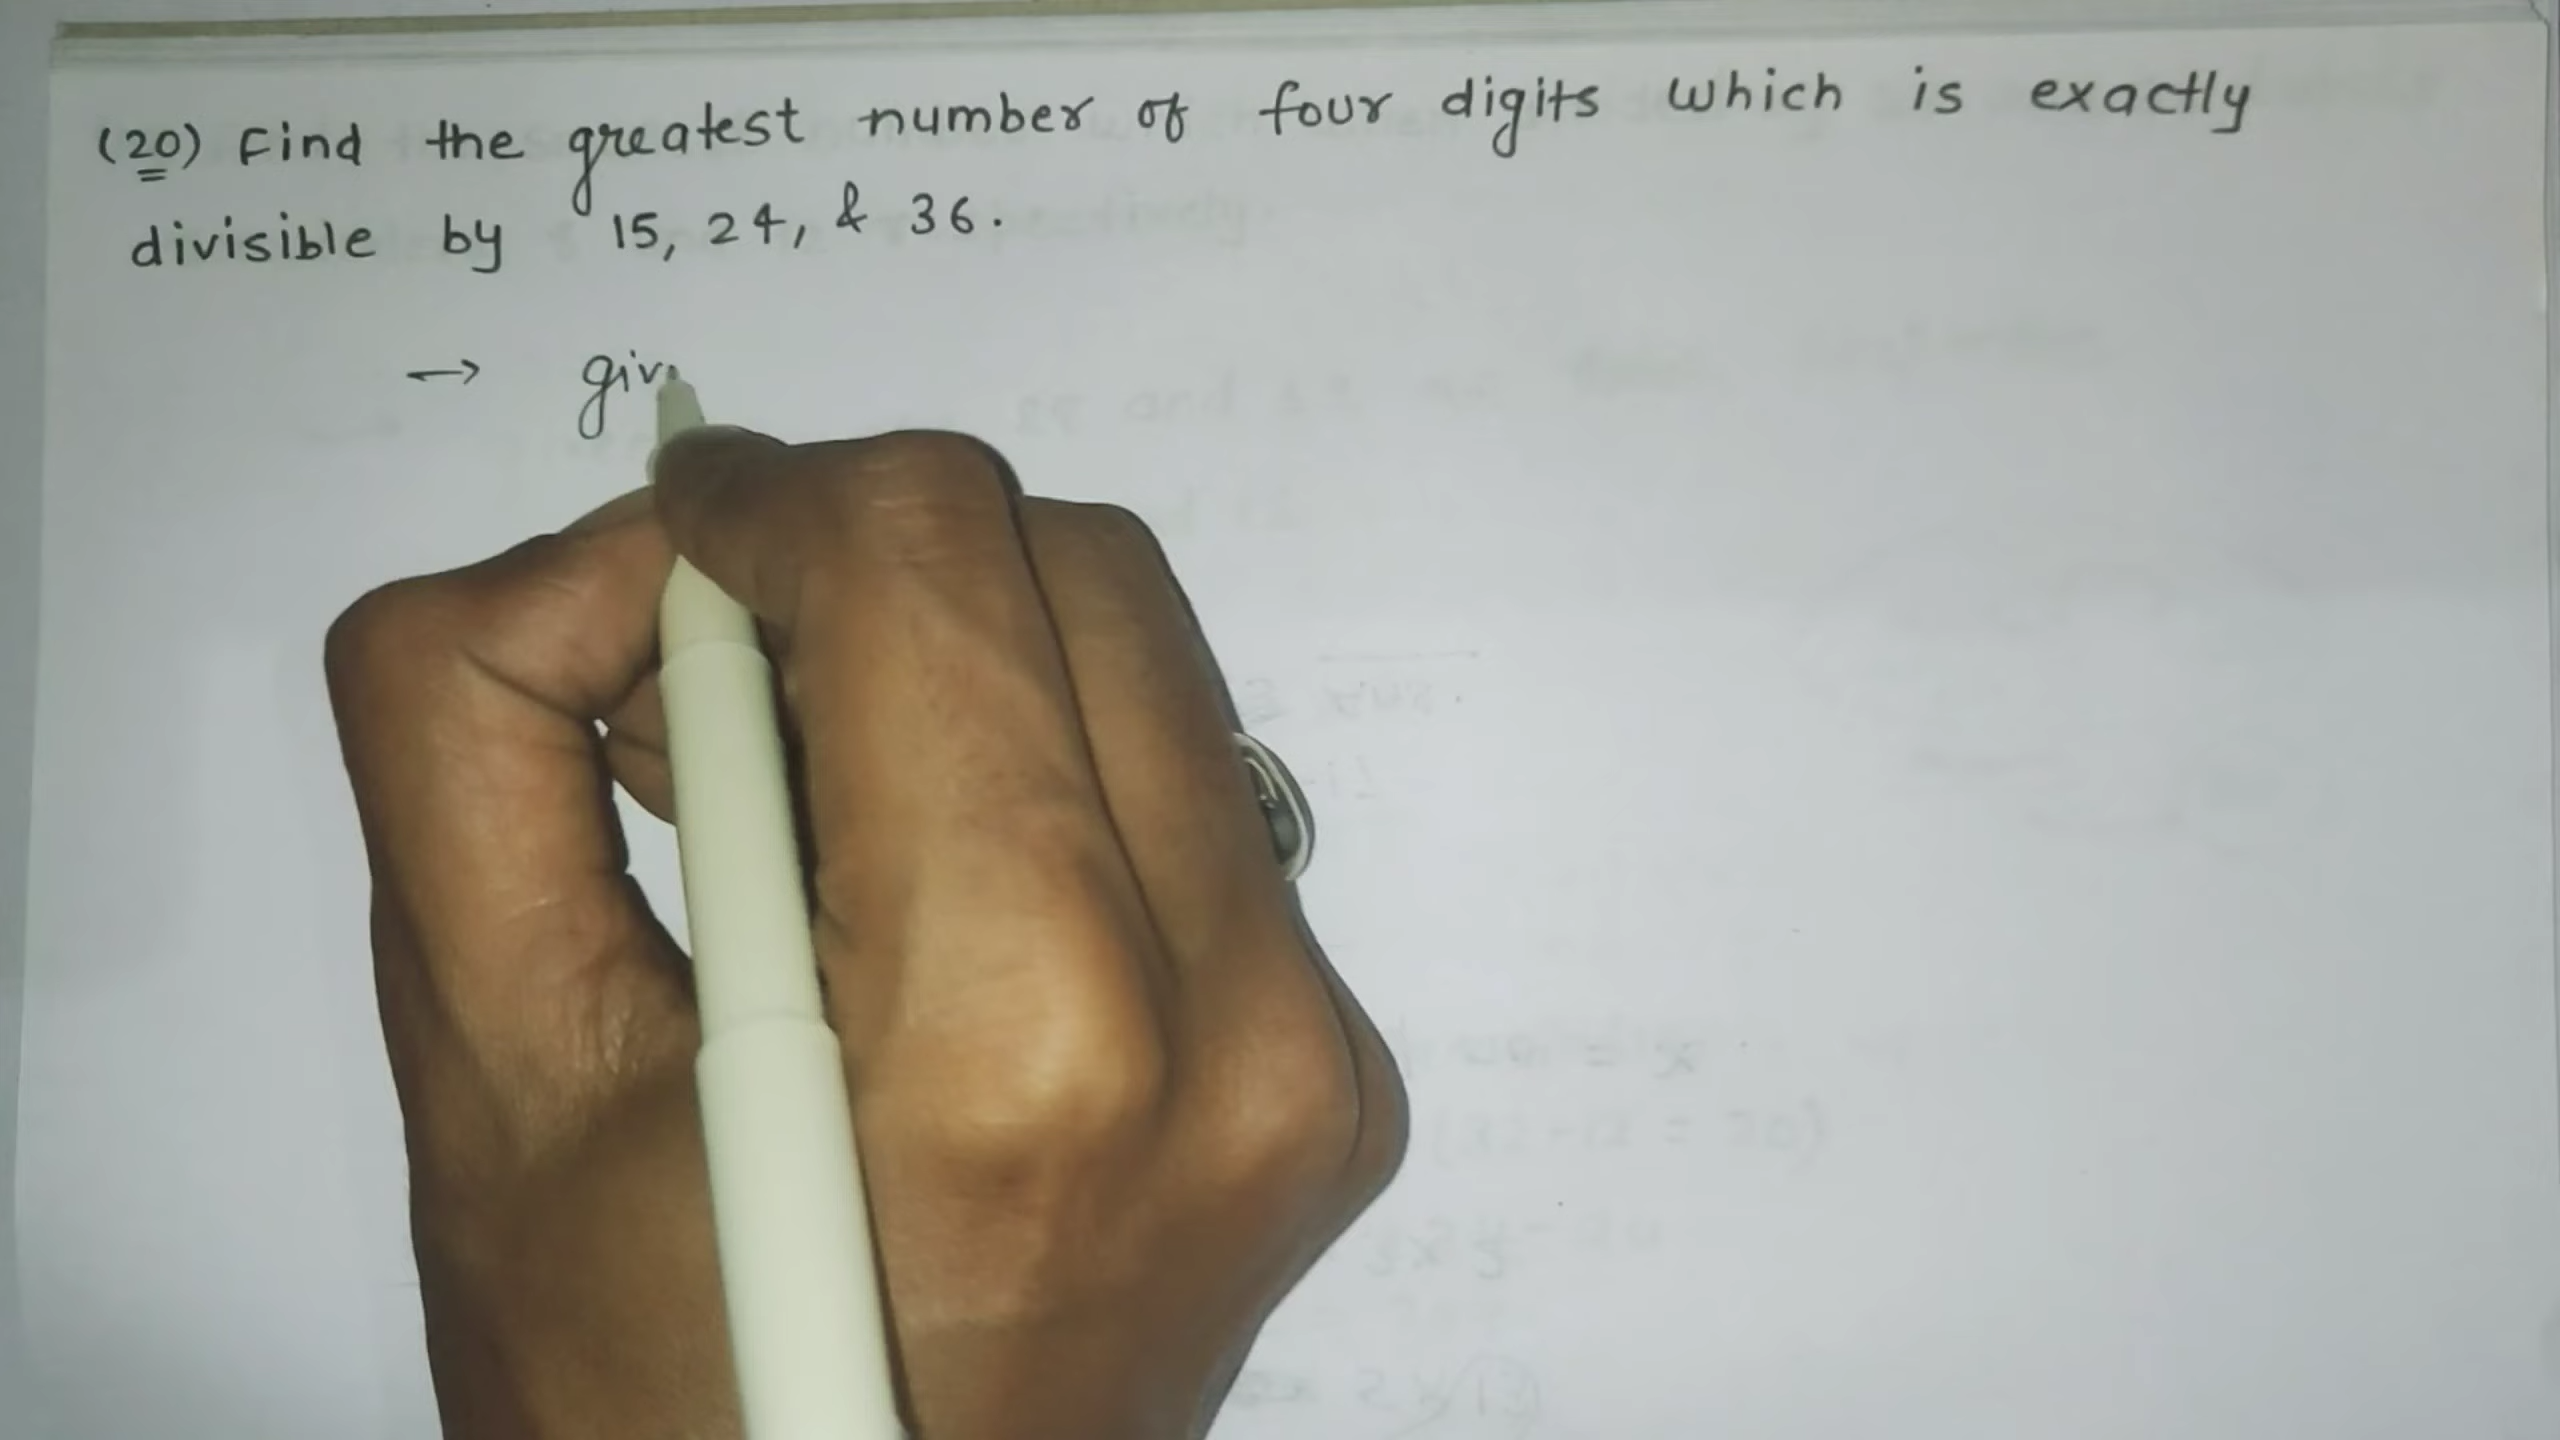 (20) Find the greatest number of four digits which is exactly
divisible by 15, 24, & 36.
→ giv